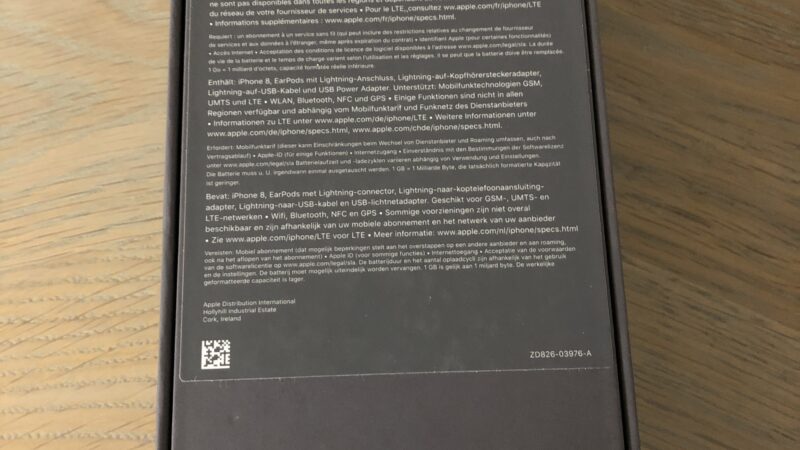 ne sont pas disponibles dans toutes les régions et dépendent
du réseau de votre fournisseur de services • Pour le LTE, consultez ww.apple.com/fr/iphone/LTE
• Informations supplémentaires : www.apple.com/fr/iphone/specs.html.
Requiert : un abonnement à un service sans fil (qui peut inclure des restrictions relatives au changement de fournisseur
de services et aux données à l'étranger, même après expiration du contrat) • Identifiant Apple (pour certaines fonctionnalités)
• Accès Internet • Acceptation des conditions de licence de logiciel disponibles à l'adresse www.apple.com/legal/sla. La durée
de vie de la batterie et le temps de charge varient selon l'utilisation et les réglages. Il se peut que la batterie doive être remplacée.
1 Go = 1 milliard d'octets, capacité formatée réelle inférieure.
Enthält: iPhone 8, EarPods mit Lightning-Anschluss, Lightning-auf-Kopfhörersteckeradapter,
Lightning-auf-USB-Kabel und USB Power Adapter. Unterstützt: Mobilfunktechnologien GSM,
UMTS und LTE • WLAN, Bluetooth, NFC und GPS • Einige Funktionen sind nicht in allen
Regionen verfügbar und abhängig vom Mobilfunktarif und Funknetz des Dienstanbieters
• Informationen zu LTE unter www.apple.com/de/iphone/LTE • Weitere Informationen unter
www.apple.com/de/iphone/specs.html, www.apple.com/chde/iphone/specs.html.
Erfordert: Mobilfunktarif (dieser kann Einschränkungen beim Wechsel von Dienstanbieter und Roaming umfassen, auch nach
Vertragsablauf) • Apple-ID (für einige Funktionen) • Internetzugang • Einverständnis mit den Bestimmungen der Softwarelizenz
unter www.apple.com/legal/sla Batterielaufzeit und -ladezyklen variieren abhängig von Verwendung und Einstellungen.
Die Batterie muss u. U. irgendwann einmal ausgetauscht werden. 1 GB = 1 Milliarde Byte, die tatsächlich formatierte Kapazität
ist geringer.
Bevat: iPhone 8, EarPods met Lightning-connector, Lightning-naar-koptelefoonaansluiting-
adapter, Lightning-naar-USB-kabel en USB-lichtnetadapter. Geschikt voor GSM-, UMTS- en
LTE-netwerken • Wifi, Bluetooth, NFC en GPS • Sommige voorzieningen zijn niet overal
beschikbaar en zijn afhankelijk van uw mobiele abonnement en het netwerk van uw aanbieder
• Zie www.apple.com/iphone/LTE voor LTE • Meer informatie: www.apple.com/nl/iphone/specs.html
Vereisten: Mobiel abonnement (dat mogelijk beperkingen stelt aan het overstappen op een andere aanbieder en aan roaming,
ook na het aflopen van het abonnement) • Apple ID (voor sommige functies) • Internettoegang • Acceptatie van de voorwaarden
van de softwarelicentie op www.apple.com/legal/sla. De batterijduur en het aantal oplaadcycli zijn afhankelijk van het gebruik
en de instellingen. De batterij moet mogelijk uiteindelijk worden vervangen. 1 GB is gelijk aan 1 miljard byte. De werkelijke
geformatteerde capaciteit is lager.
Apple Distribution International
Hollyhill Industrial Estate
Cork, Ireland
ZD826-03976-A